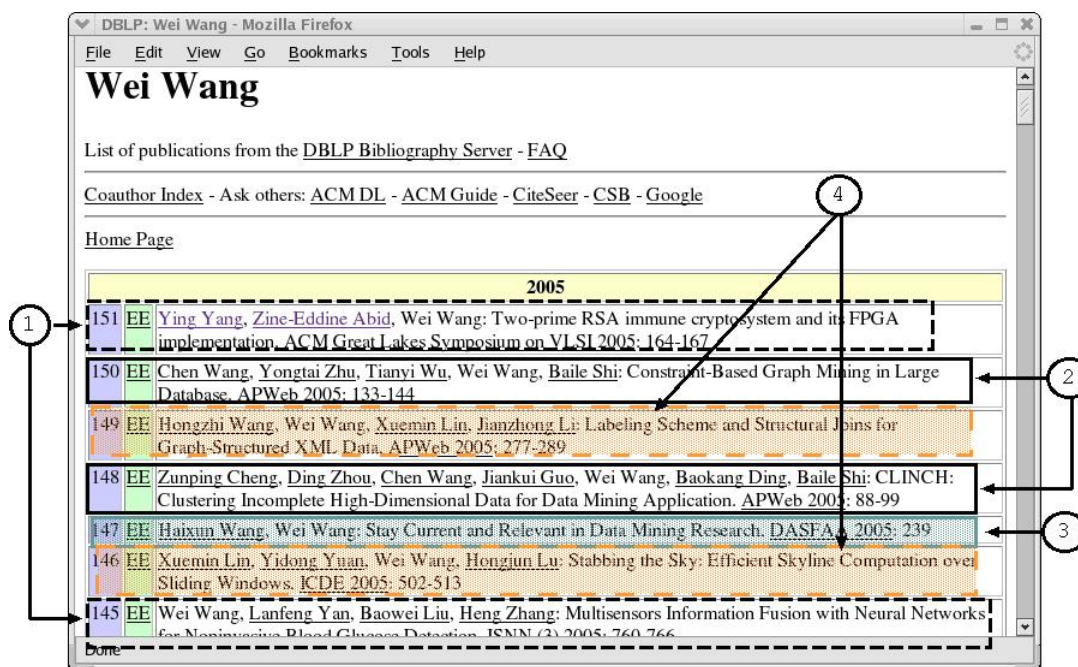 DBLP: Wei Wang - Mozilla Firefox
File Edit View Go Bookmarks Tools Help
Wei Wang
List of publications from the DBLP Bibliography Server - FAQ
Coauthor Index - Ask others: ACM DL - ACM Guide - CiteSeer - CSB - Google
4
Home Page
2005
1
151 EE Ying Yang, Zine-Eddine Abid, Wei Wang: Two-prime RSA immune cryptosystem and its FPGA
implementation. ACM Great Lakes Symposium on VLSI 2005: 164-167
150 EE Chen Wang, Yongtai Zhu, Tianyi Wu, Wei Wang, Baile Shi: Constraint-Based Graph Mining in Large
Database. APWeb 2005: 133-144
2
149 EE Hongzhi Wang, Wei Wang, Xuemin Lin, Jianzhong Li: Labeling Scheme and Structural Joins for
Graph-Structured XML Data. APWeb 2005: 277-289
148 EE Zunping Cheng, Ding Zhou, Chen Wang, Jiankui Guo, Wei Wang, Baokang Ding, Baile Shi: CLINCH:
Clustering Incomplete High-Dimensional Data for Data Mining Application. APWeb 2005: 88-99
147 EE Haixun Wang, Wei Wang: Stay Current and Relevant in Data Mining Research. DASFAA 2005: 239
3
146 EE Xuemin Lin, Yidong Yuan, Wei Wang, Hongjun Lu: Stabbing the Sky: Efficient Skyline Computation over
Sliding Windows. ICDE 2005: 502-513
145 EE Wei Wang, Lanfeng Yan, Baowei Liu, Heng Zhang: Multisensors Information Fusion with Neural Networks
for Noninvasive Blood Glucose Detection. ISNN (3) 2005: 760-766
Done